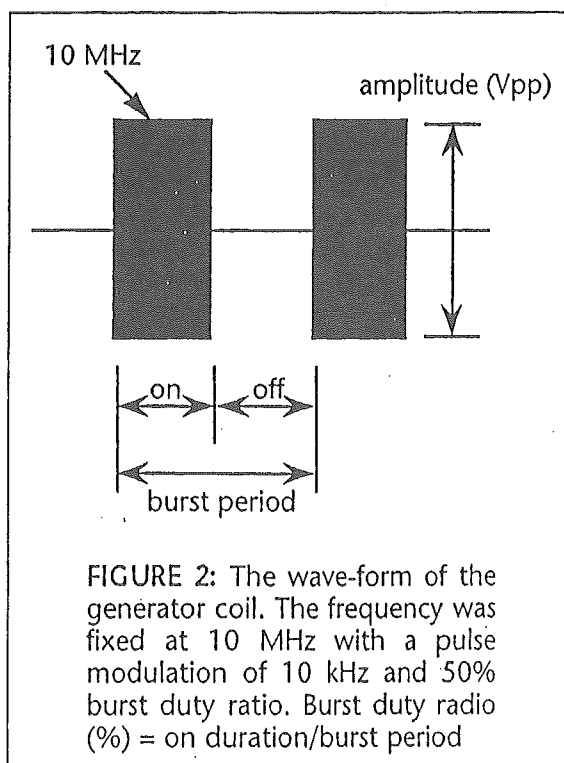 10 MHz
amplitude (Vpp)
on
off
burst period
FIGURE 2: The wave-form of the
generator coil. The frequency was
fixed at 10 MHz with a pulse
modulation of 10 kHz and 50%
burst duty ratio. Burst duty radio
(%) = on duration/burst period